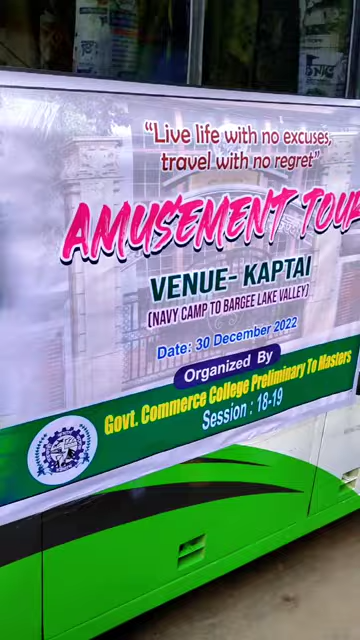 "Live life with no excuses,
travel with no regret"
AMUSEMENT TOUR
VENUE- KAPTAI
(NAVY CAMP TO BARGEE LAKE VALLEY)
Date: 30 December 2022
Organized By
Govt. Commerce College Preliminary To Masters
Session : 18-19